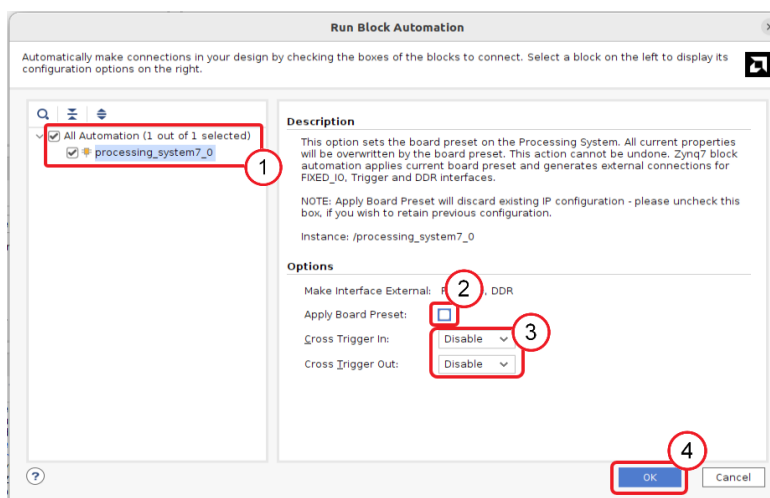 Run Block Automation
Automatically make connections in your design by checking the boxes of the blocks to connect. Select a block on the left to display its
configuration options on the right.
All Automation (1 out of 1 selected)
processing_system7_0
1
Description
This option sets the board preset on the Processing System. All current properties
will be overwritten by the board preset. This action cannot be undone. Zynq7 block
automation applies current board preset and generates external connections for
FIXED_IO, Trigger and DDR interfaces.
NOTE: Apply Board Preset will discard existing IP configuration - please uncheck this
box, if you wish to retain previous configuration.
Instance: /processing_system7_0
Options
Make Interface External: , DDR
2
Apply Board Preset:
Cross Trigger In: Disable
3
Cross Trigger Out: Disable
4
?
OK
Cancel